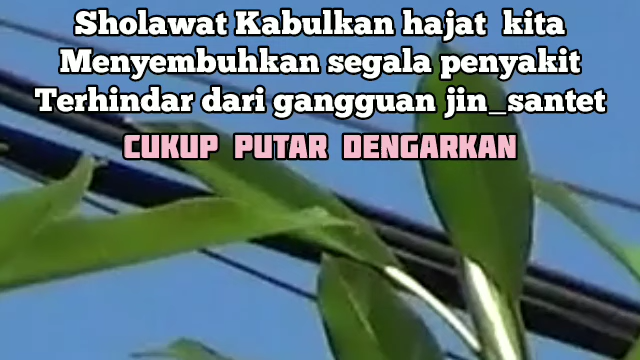 Sholawat Kabulkan hajat kita
Menyembuhkan segala penyakit
Terhindar dari gangguan jin_santet
CUKUP PUTAR DENGARKAN